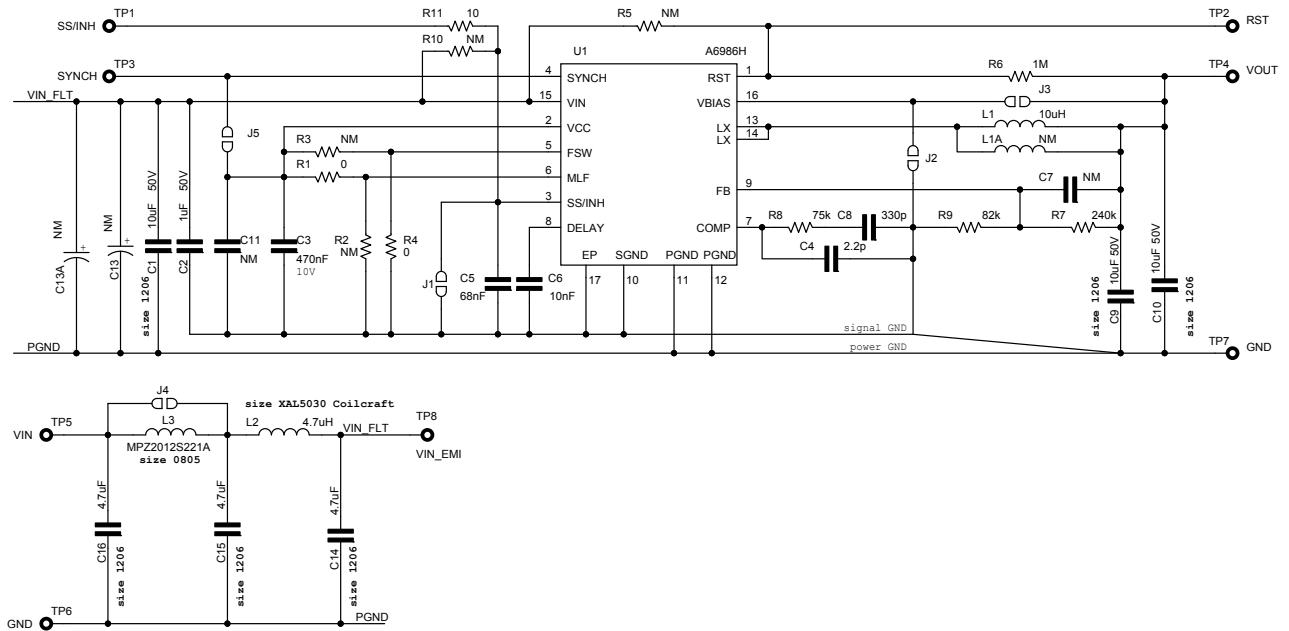 SS/INH TP1 R11 10 R5 NM TP2 RST
R10 NM
U1 A6986H
SYNCH TP3 4 SYNCH RST 1 R6 1M TP4 VOUT
VIN_FLT 15 VIN VBIAS 16 J3
2 VCC LX 13 L1 10uH
LX 14
J5 R3 NM 5 FSW L1A NM
R1 0 6 MLF J2
C7 NM
FB 9
3 SS/INH
8 DELAY COMP 7 R8 75k C8 330p R9 82k R7 240k
C4 2.2p
NM C13A
NM C13
10uF 50V C1 size 1206
1uF 50V C2
C11 NM
C3 470nF 10V
R2 NM
R4 0
J1
C5 68nF
C6 10nF
EP SGND PGND PGND
17 10 11 12
10uF 50V C9 size 1206
10uF 50V C10 size 1206
signal GND
PGND power GND TP7 GND
J4
size XAL5030 Coilcraft
VIN TP5 L3 L2 4.7uH VIN_FLT TP8
MPZ2012S221A
size 0805
VIN_EMI
4.7uF C16 size 1206
4.7uF C15 size 1206
4.7uF C14 size 1206
GND TP6 PGND